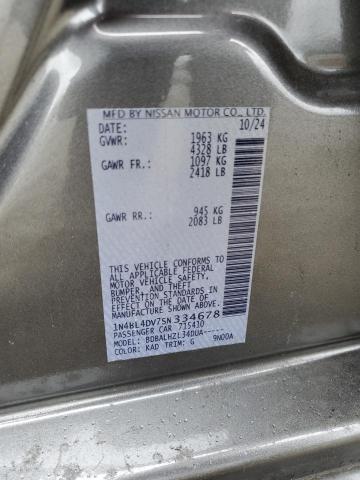 MFD BY NISSAN MOTOR CO., LTD.
DATE: 10/24
GVWR: 1963 KG
4328 LB
GAWR FR: 1097 KG
2418 LB
GAWR RR: 945 KG
2083 LB
THIS VEHICLE CONFORMS TO
ALL APPLICABLE FEDERAL
MOTOR VEHICLE SAFETY,
BUMPER, AND THEFT
PREVENTION STANDARDS IN
EFFECT ON THE DATE OF
MANUFACTURE SHOWN ABOVE.
1N4BL4DV7SN334678
PASSENGER CAR 715410
MODEL: BDBALHZL34DUA-----
COLOR: KAD TRIM: G 9N00A